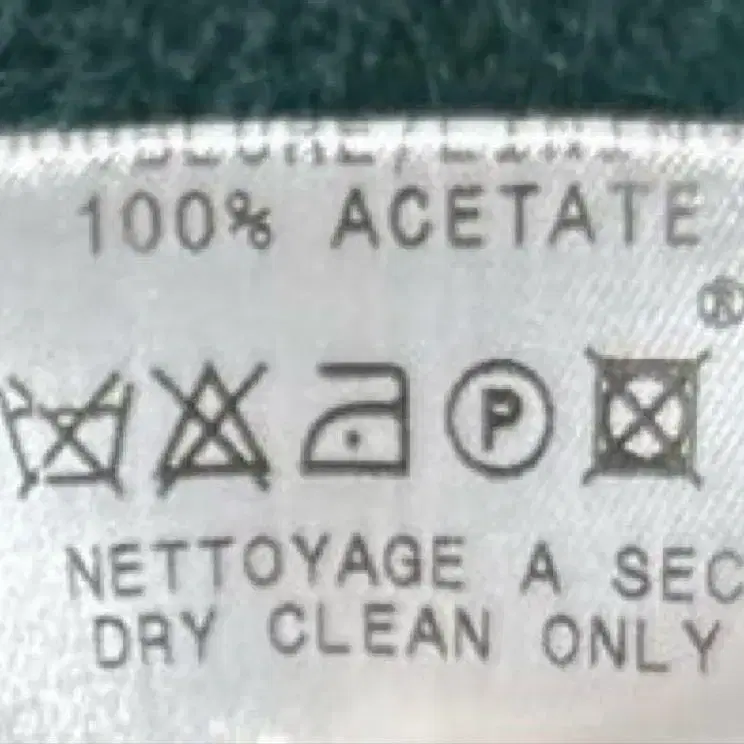 100% ACETATE
®
P
NETTOYAGE A SEC
DRY CLEAN ONLY